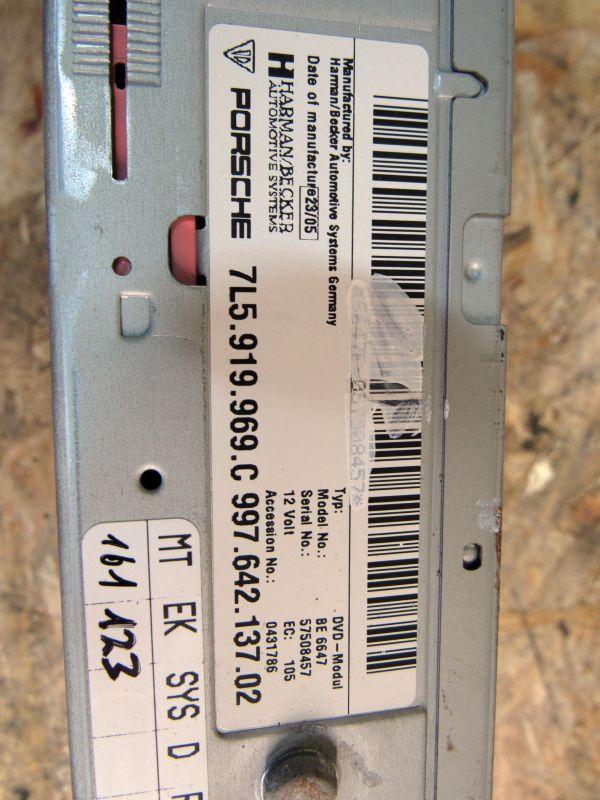 Manufactured by:
Harman/Becker Automotive Systems Germany
Date of manufacture 23/05
HARMAN/BECKER
AUTOMOTIVE SYSTEMS
PORSCHE 7L5.919.969.C 997.642.137.02
Typ: DVD-Modul
Model No.: BE 6647
Serial No.: 57508457
12 Volt EC: 105
Accession No.: 0431786
MT EK SYS D
161 123